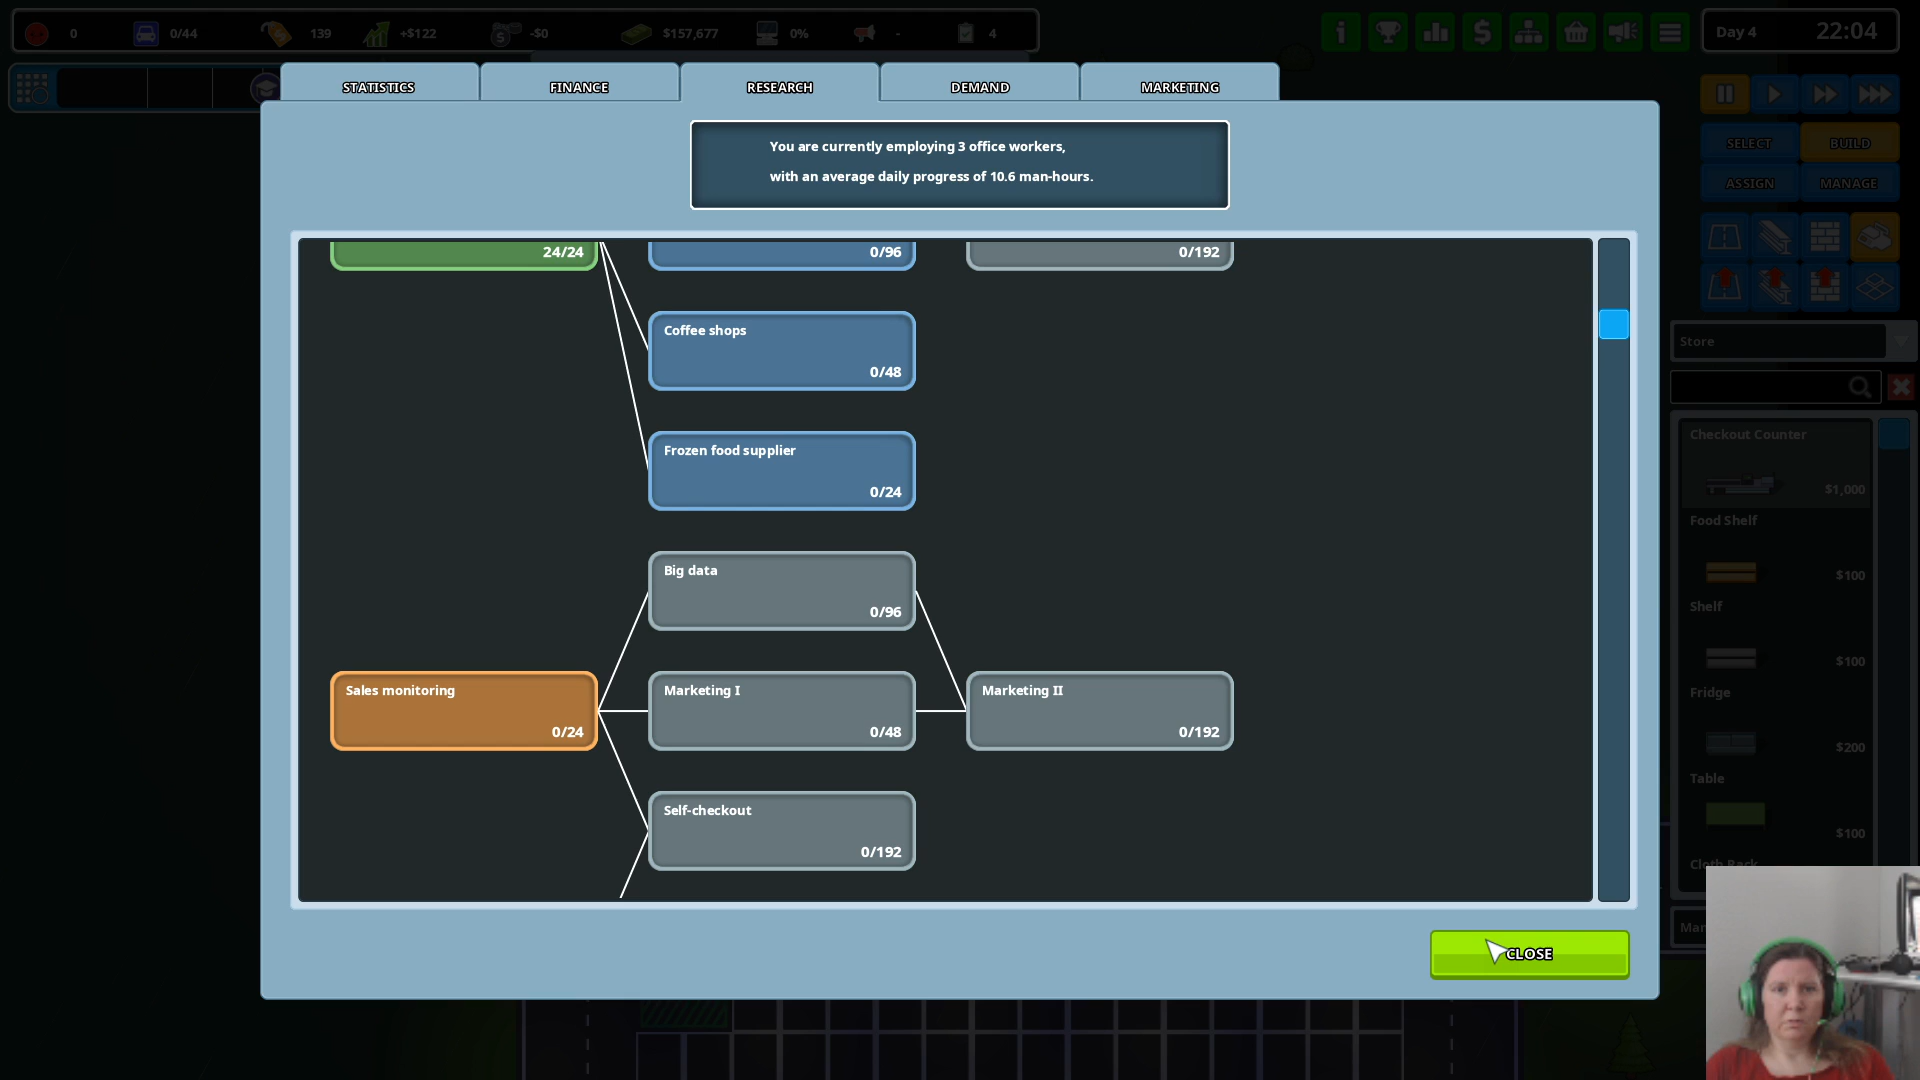 0
0/44
139
+$122
-$0
$157,677
0%
-
4
Day 4
22:04
STATISTICS
FINANCE
RESEARCH
DEMAND
MARKETING
You are currently employing 3 office workers,
with an average daily progress of 10.6 man-hours.
24/24
0/96
0/192
Coffee shops
0/48
Frozen food supplier
0/24
Big data
0/96
Sales monitoring
0/24
Marketing I
0/48
Marketing II
0/192
Self-checkout
0/192
CLOSE
SELECT
BUILD
ASSIGN
MANAGE
Store
Checkout Counter
$1,000
Food Shelf
$100
Shelf
$100
Fridge
$200
Table
$100
Cloth Rack
Man